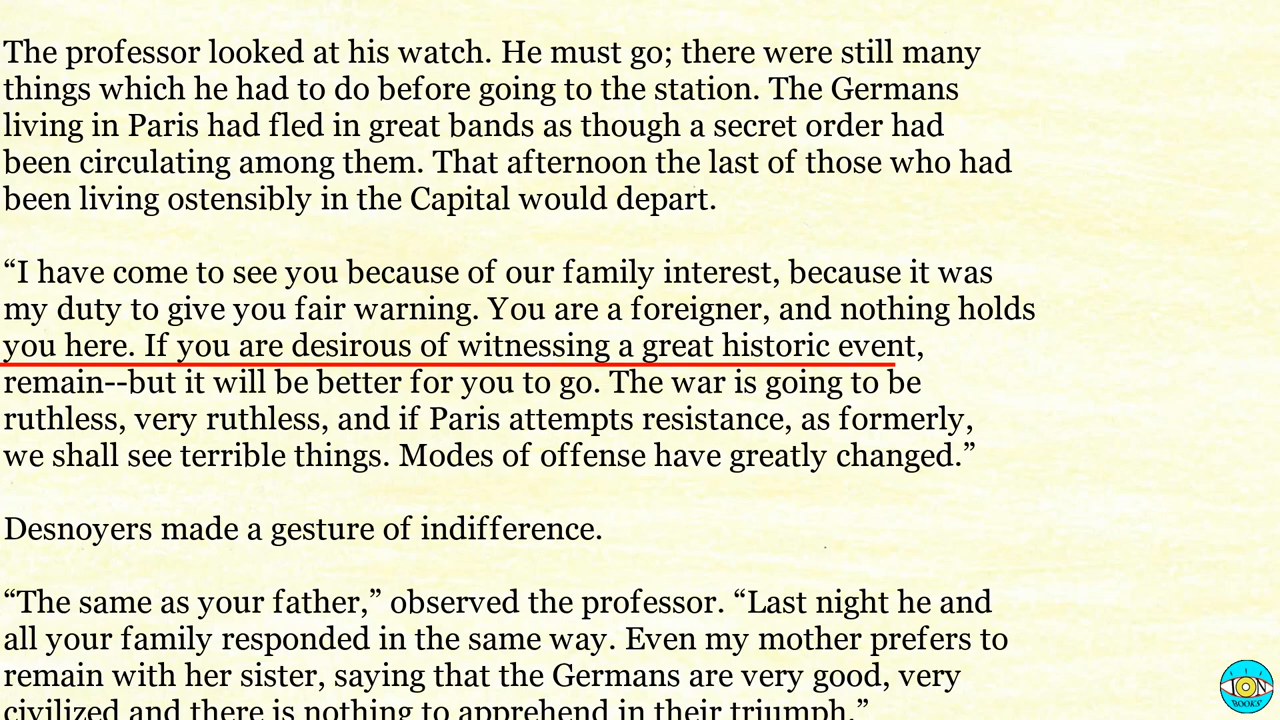 The professor looked at his watch. He must go; there were still many
things which he had to do before going to the station. The Germans
living in Paris had fled in great bands as though a secret order had
been circulating among them. That afternoon the last of those who had
been living ostensibly in the Capital would depart.
“I have come to see you because of our family interest, because it was
my duty to give you fair warning. You are a foreigner, and nothing holds
you here. If you are desirous of witnessing a great historic event,
remain--but it will be better for you to go. The war is going to be
ruthless, very ruthless, and if Paris attempts resistance, as formerly,
we shall see terrible things. Modes of offense have greatly changed.”
Desnoyers made a gesture of indifference.
“The same as your father,” observed the professor. “Last night he and
all your family responded in the same way. Even my mother prefers to
remain with her sister, saying that the Germans are very good, very
civilized and there is nothing to apprehend in their triumph.”
ION
BOOKS